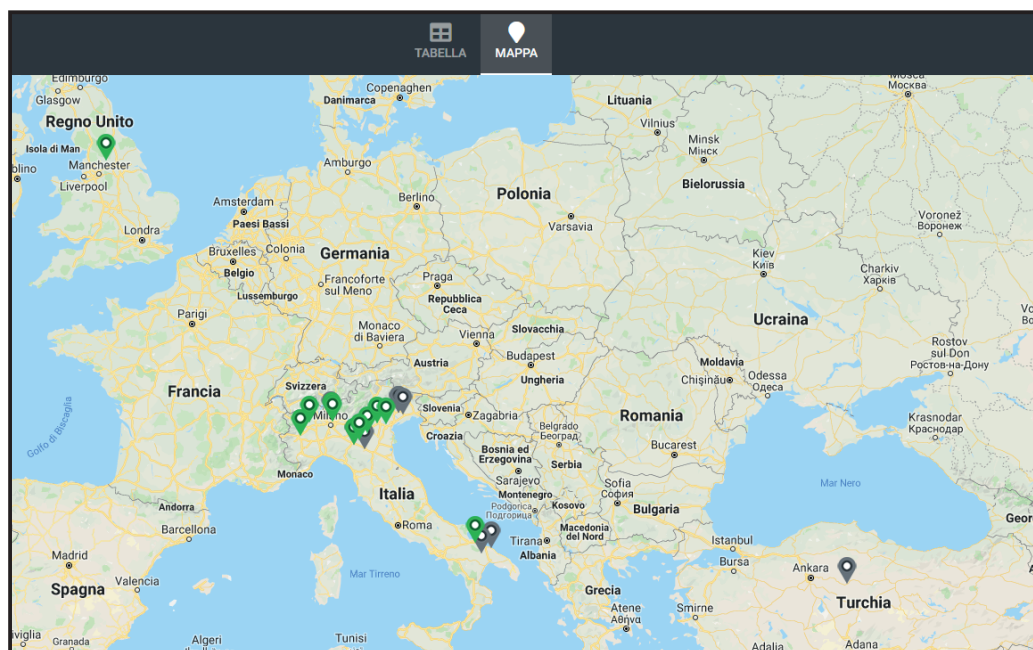 TABELLA
MAPPA
Edimburgo
Glasgow
Regno Unito
Isola di Man
Manchester
Liverpool
Londra
Copenaghen
Danimarca
Amburgo
Amsterdam
Paesi Bassi
Berlino
Bruxelles
Colonia
Belgio
Germania
Francoforte
sul Meno
Lussemburgo
Parigi
Francia
Golfo di Biscaglia
Lituania
Vilnius
Minsk
Мінск
Bielorussia
Polonia
Varsavia
Москва
Voronež
Воронеж
Kiev
Київ
Charkiv
Харків
Ucraina
Rostov
sul Don
Ростов-на-Дону
Praga
Repubblica
Ceca
Slovacchia
Monaco
di Baviera
Vienna
Austria
Budapest
Ungheria
Moldavia
Chișinău
Odessa
Одеса
Krasnodar
Краснодар
Svizzera
Milano
Slovenia
Zagabria
Croazia
Romania
Bucarest
Belgrado
Београд
Bosnia ed
Erzegovina
Sarajevo
Serbia
Monaco
Italia
Roma
Montenegro
Podgorica
Подгорица
Kosovo
Sofia
София
Bulgaria
Mar Nero
Macedonia
del Nord
Tirana
Albania
Andorra
Barcellona
Madrid
Spagna
Valencia
Mar Tirreno
Istanbul
Bursa
Ankara
Turchia
Grecia
Atene
Αθήνα
Smirne
Adalia
Adana
Granada
Algeri
Tunisi